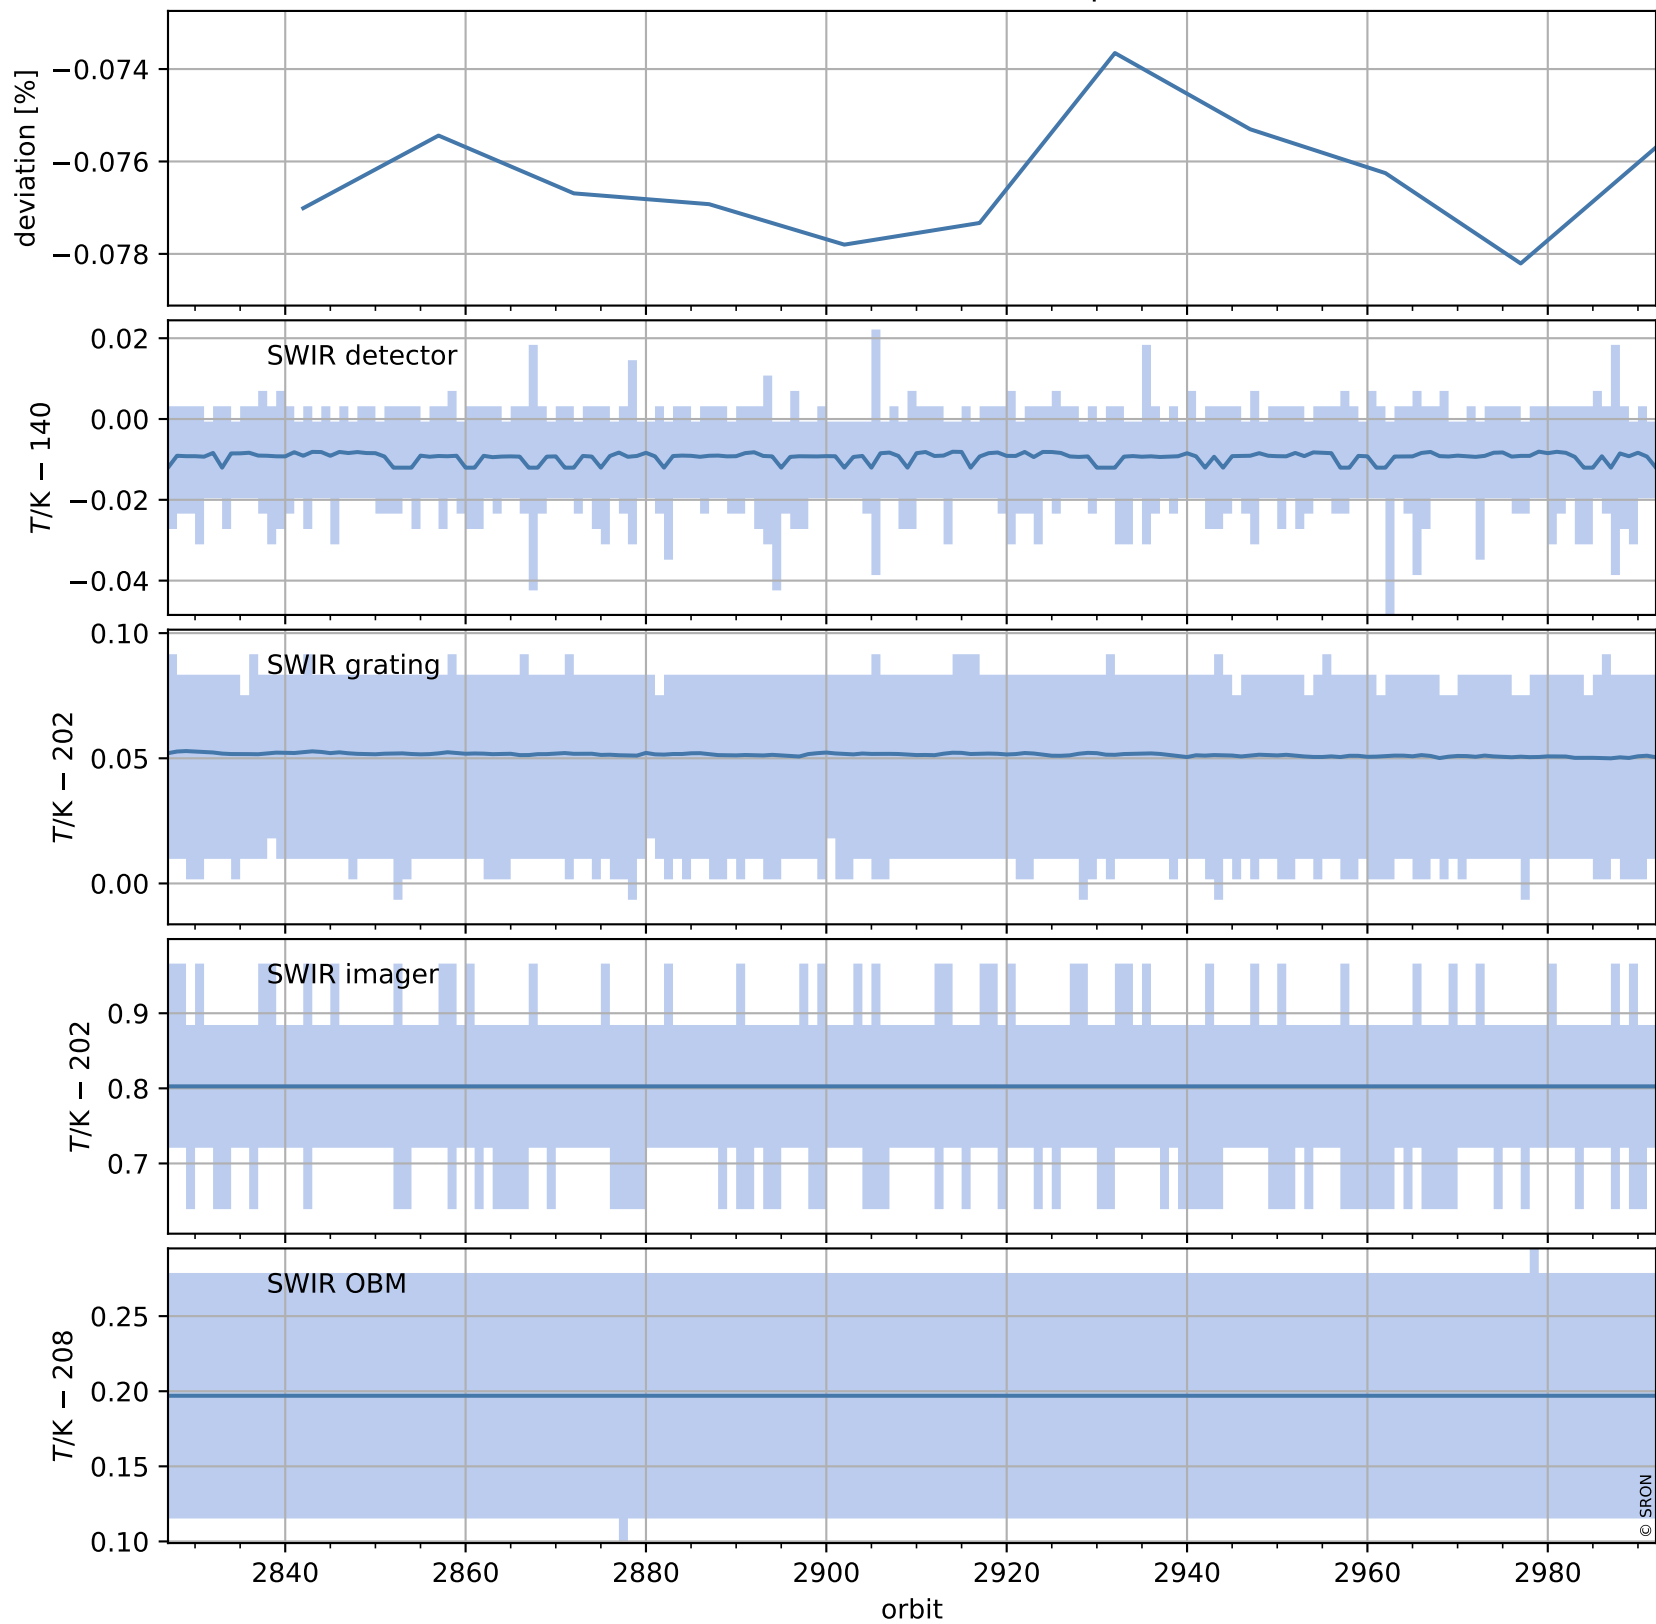 deviation [%]
−0.074
−0.076
−0.078
SWIR detector
T/K − 140
0.02
0.00
−0.02
−0.04
SWIR grating
T/K − 202
0.10
0.05
0.00
SWIR imager
T/K − 202
0.9
0.8
0.7
SWIR OBM
T/K − 208
0.25
0.20
0.15
0.10
© SRON
2840 2860 2880 2900 2920 2940 2960 2980
orbit